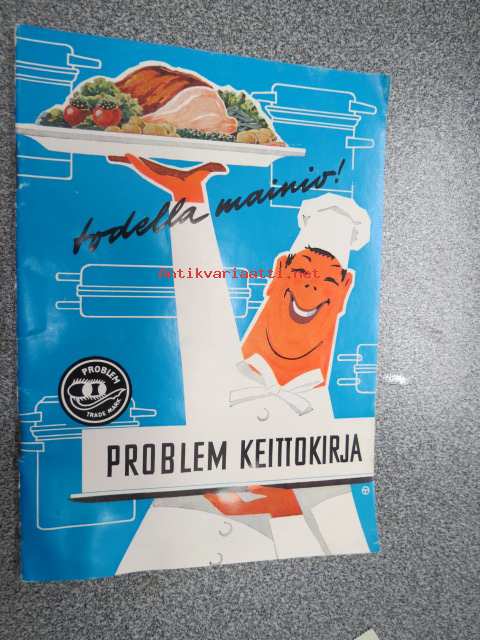 todella mainio!
Antikvariaatti.net
PROBLEM
TRADE MARK
PROBLEM KEITTOKIRJA